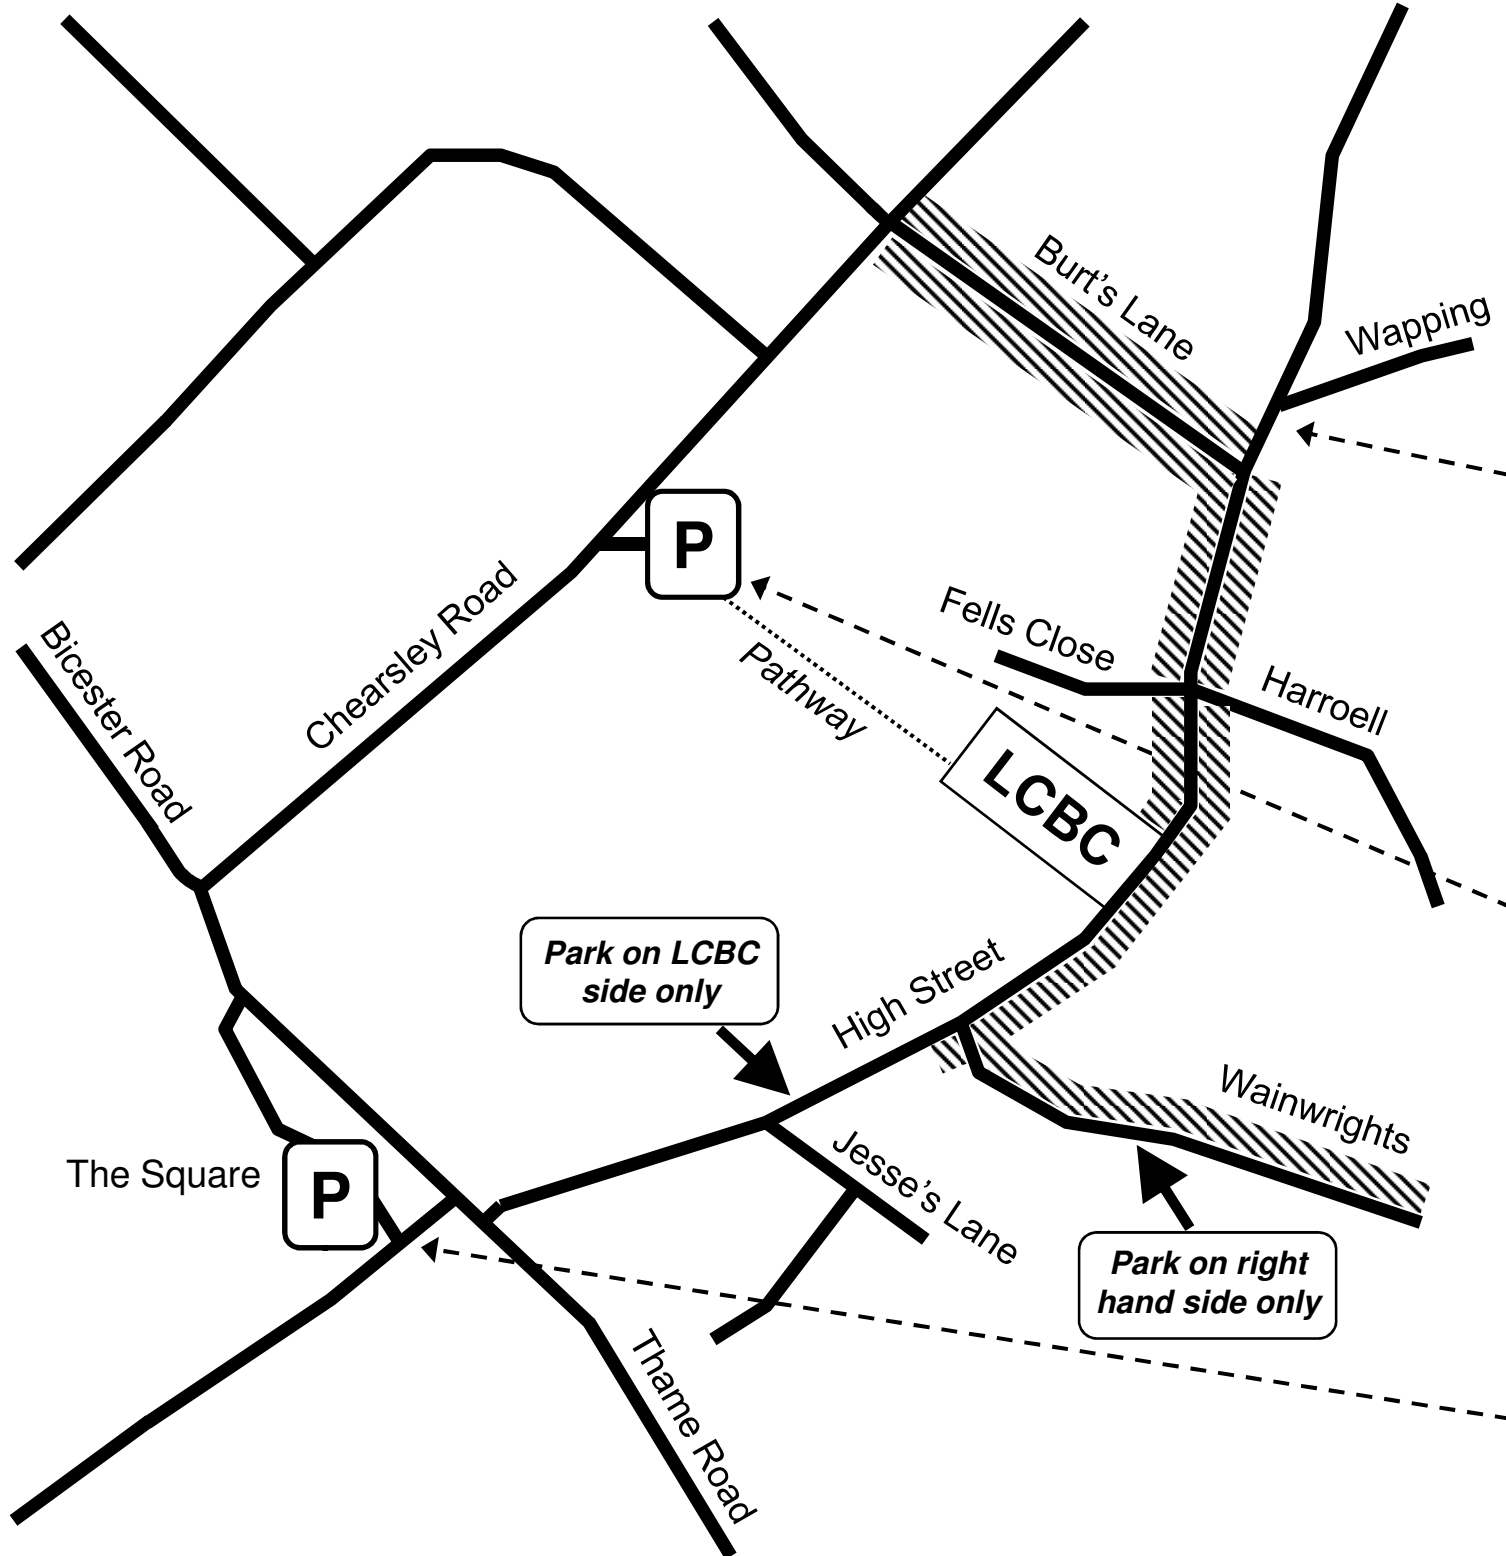 Burt's Lane
Wapping
P
Fells Close
Chearsley Road
Bicester Road
Pathway
Harroell
LCBC
Park on LCBC
side only
High Street
Wainwrights
The Square
P
Jesse's Lane
Park on right
hand side only
Thame Road